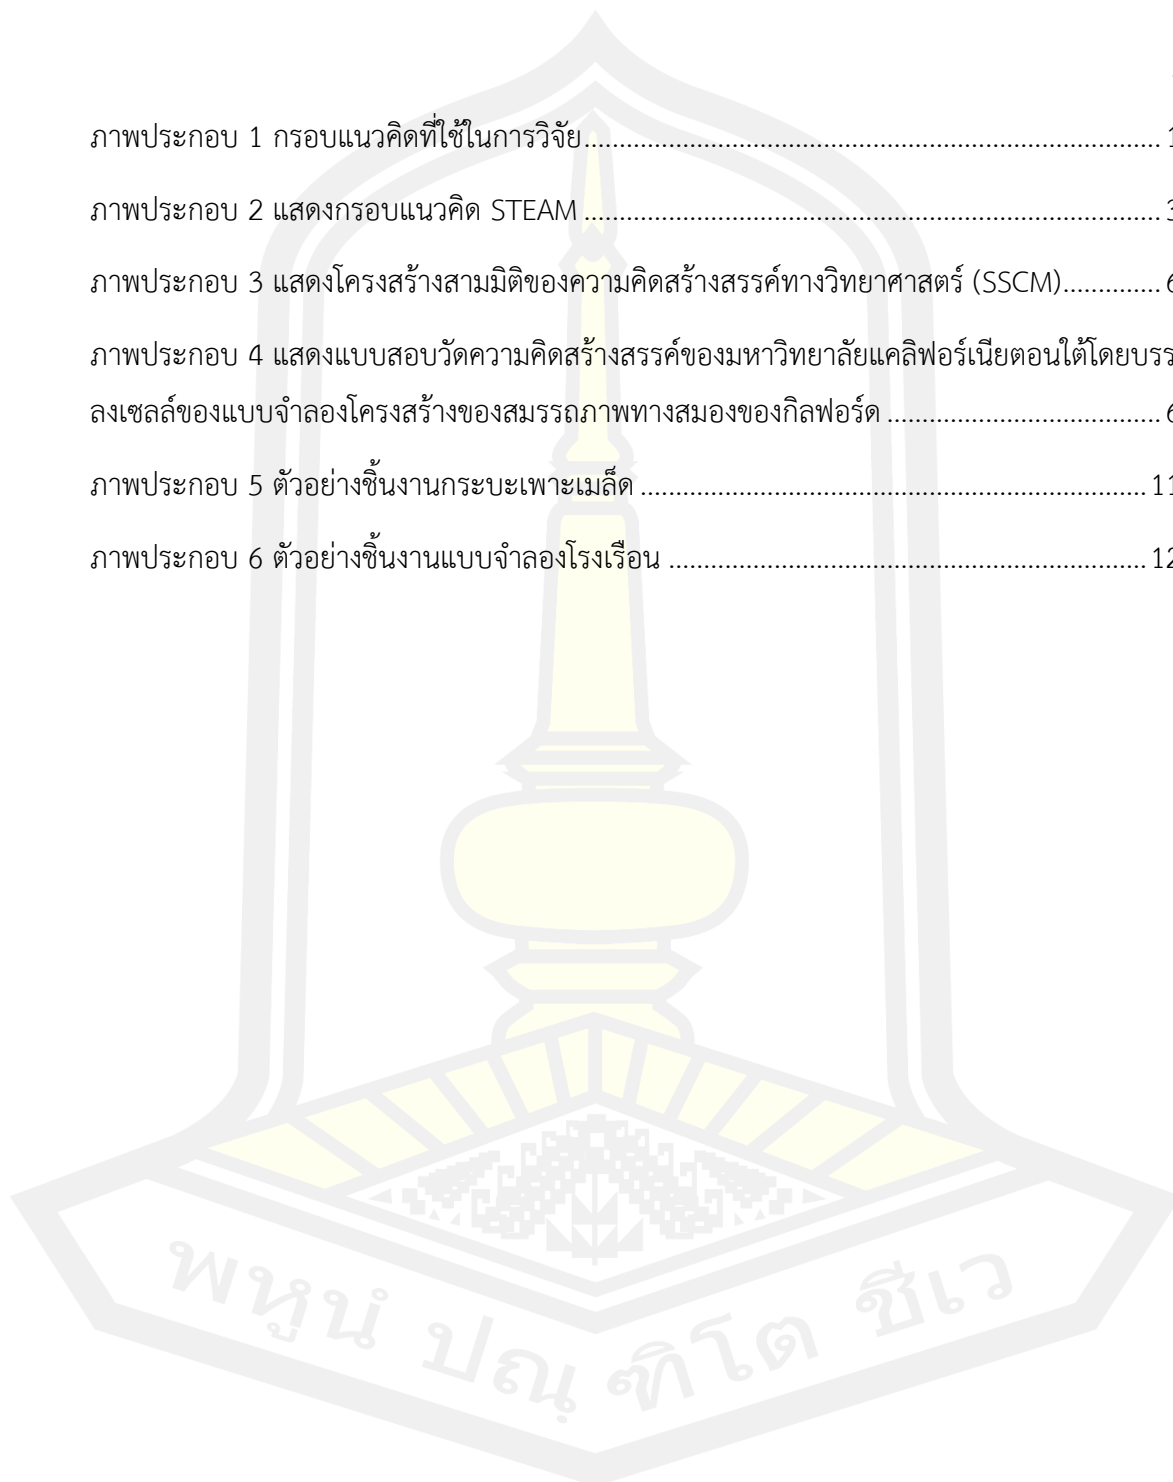 ภาพประกอบ 1 กรอบแนวคิดที่ใช้ในการวิจัย.................................................................................. 1
ภาพประกอบ 2 แสดงกรอบแนวคิด STEAM .................................................................................. 3
ภาพประกอบ 3 แสดงโครงสร้างสามมิติของความคิดสร้างสรรค์ทางวิทยาศาสตร์ (SSCM)..............
ภาพประกอบ 4 แสดงแบบสอบวัดความคิดสร้างสรรค์ของมหาวิทยาลัยแคลิฟอร์เนียตอนใต้โดยบรร
ลงเซลล์ของแบบจำลองโครงสร้างของสมรรถภาพทางสมองของกิลฟอร์ด .......................................
ภาพประกอบ 5 ตัวอย่างชิ้นงานกระบะเพาะเมล็ด ........................................................................ 11
ภาพประกอบ 6 ตัวอย่างชิ้นงานแบบจำลองโรงเรือน .................................................................... 12
พหูนํ ปณฺฑิโต ชีเว